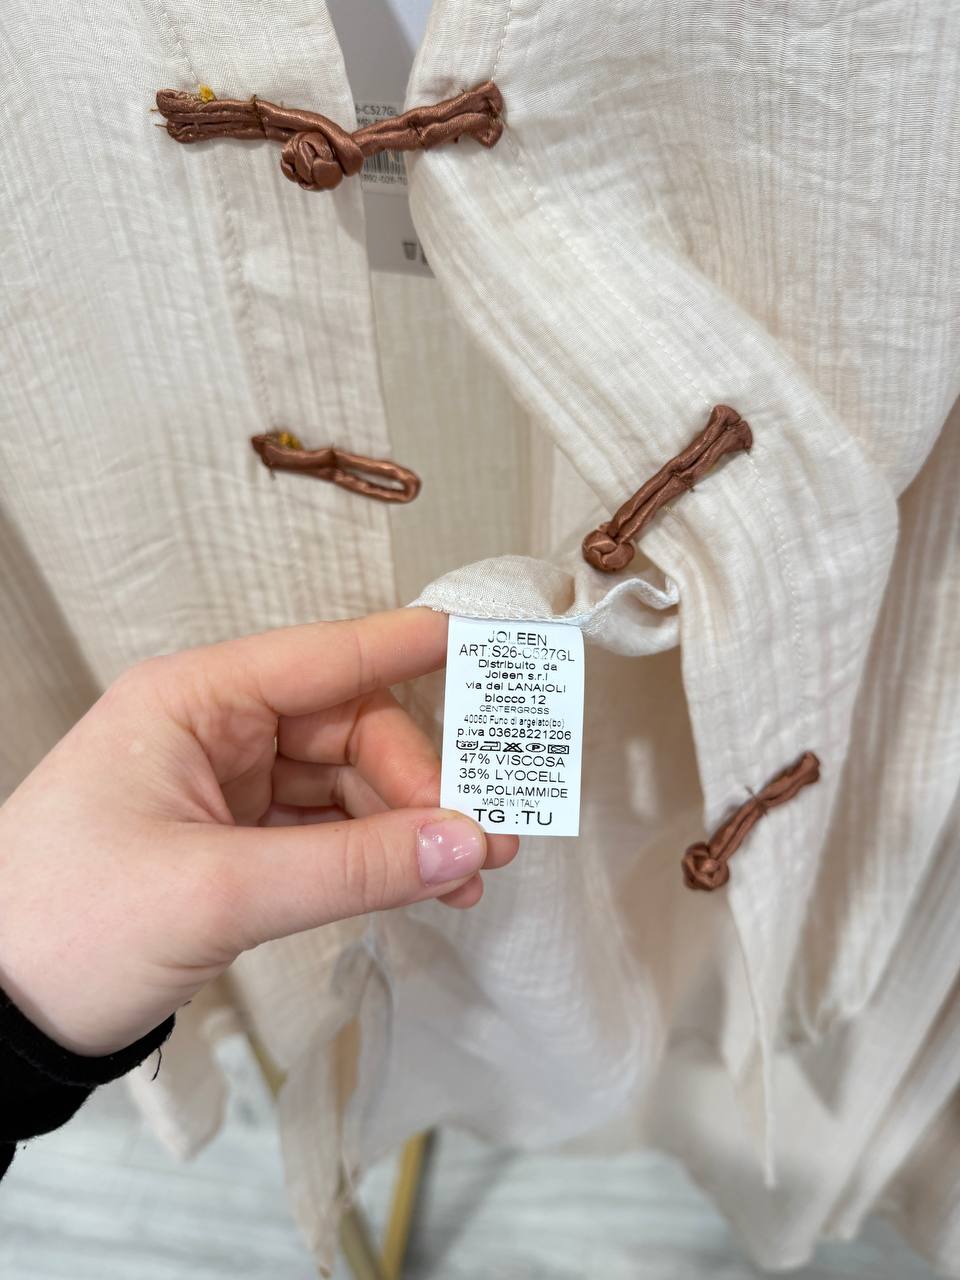 JOLEEN
ART:S26-C527GL
Distribuito da
Joleen s.r.l
via dei LANAIOLI
blocco 12
CENTERGROSS
40050 Funo di argelato(bo)
p.iva 03628221206
47% VISCOSA
35% LYOCELL
18% POLIAMMIDE
MADE IN ITALY
TG :TU